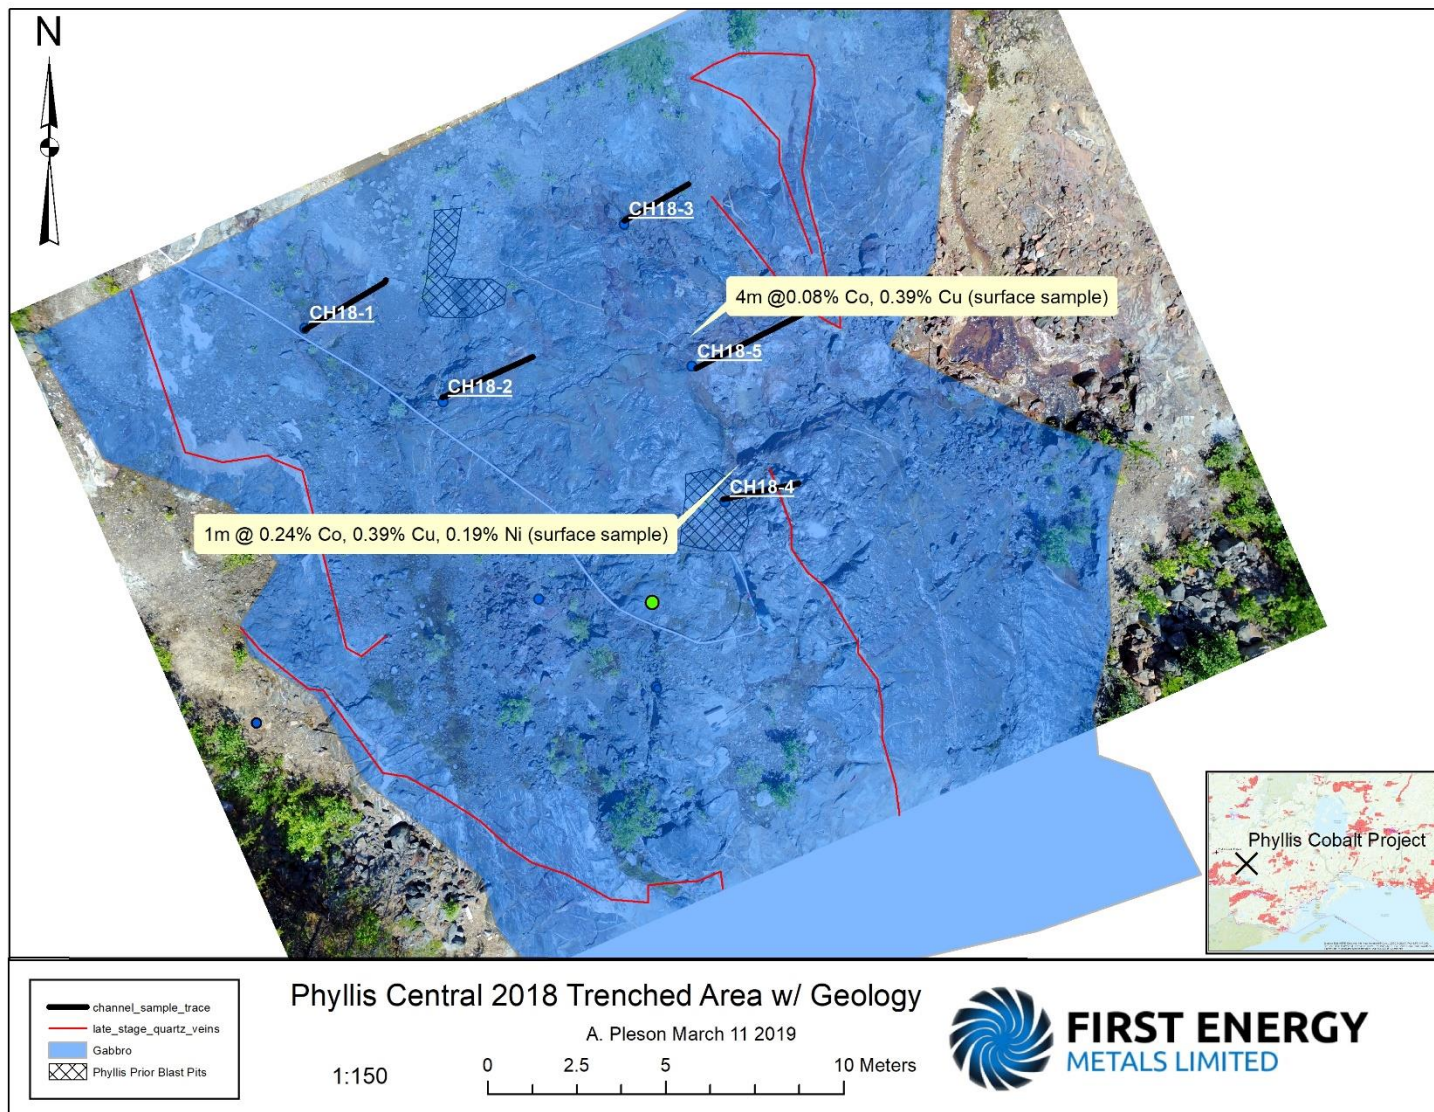 N
CH18-3
4m @0.08% Co, 0.39% Cu (surface sample)
CH18-1
CH18-5
CH18-2
CH18-4
1m @ 0.24% Co, 0.39% Cu, 0.19% Ni (surface sample)
Phyllis Cobalt Project
channel_sample_trace
late_stage_quartz_veins
Gabbro
Phyllis Prior Blast Pits
Phyllis Central 2018 Trenched Area w/ Geology
A. Pleson March 11 2019
1:150
0 2.5 5 10 Meters
FIRST ENERGY
METALS LIMITED